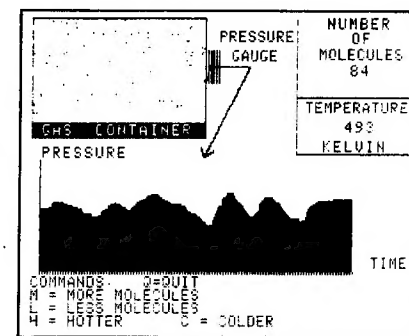 NUMBER
OF
MOLECULES
84
PRESSURE
GAUGE
TEMPERATURE
493
KELVIN
GAS CONTAINER
PRESSURE
TIME
COMMANDS. Q=QUIT
M = MORE MOLECULES
L = LESS MOLECULES
H = HOTTER C = COLDER